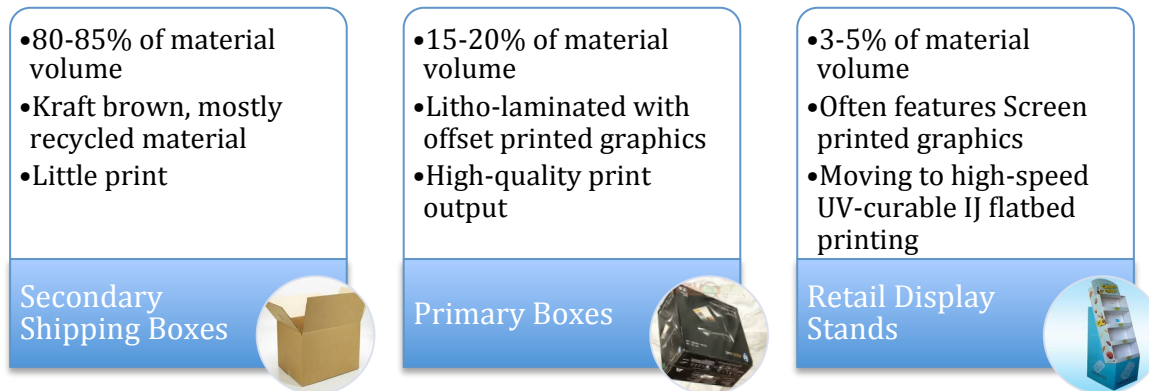 •80-85% of material
volume
•Kraft brown, mostly
recycled material
•Little print
Secondary
Shipping Boxes
•15-20% of material
volume
•Litho-laminated with
offset printed graphics
•High-quality print
output
Primary Boxes
•3-5% of material
volume
•Often features Screen
printed graphics
•Moving to high-speed
UV-curable IJ flatbed
printing
Retail Display
Stands